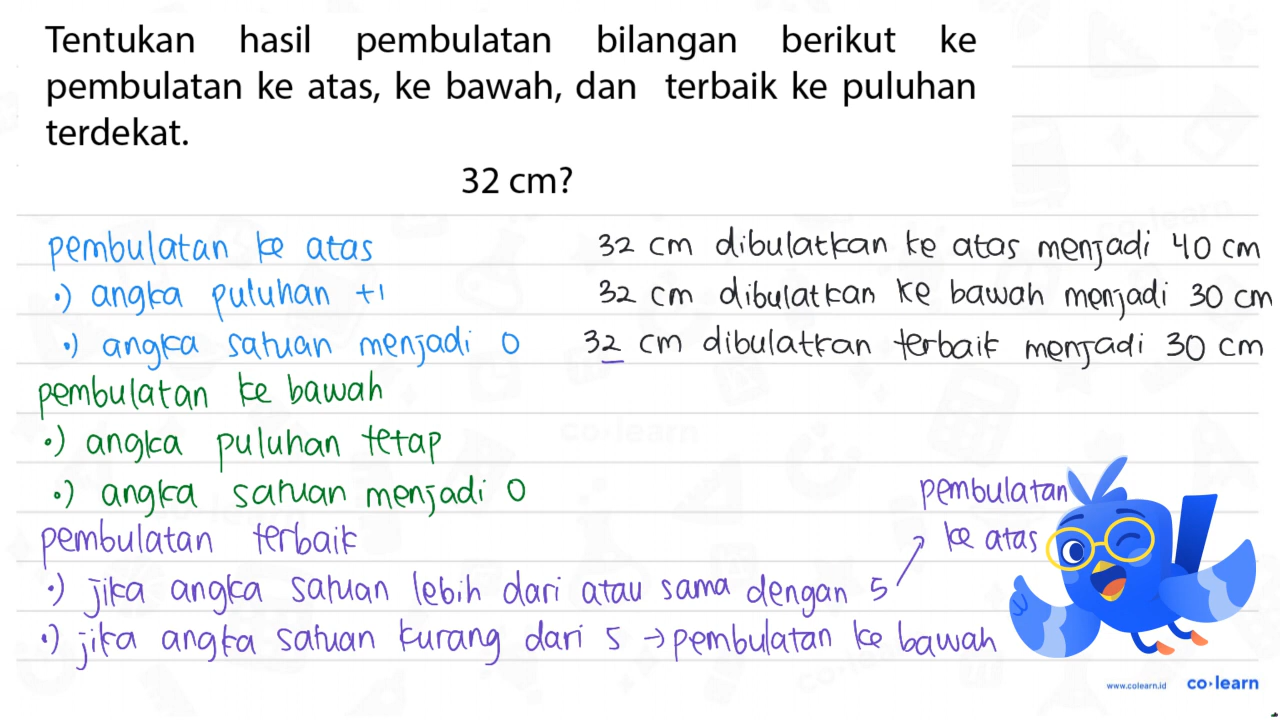 Tentukan hasil pembulatan bilangan berikut ke
pembulatan ke atas, ke bawah, dan terbaik ke puluhan
terdekat.
32 cm?
pembulatan ke atas
•) angka puluhan +1
•) angka satuan menjadi 0
pembulatan ke bawah
•) angka puluhan tetap
•) angka satuan menjadi 0
pembulatan terbaik
•) jika angka satuan lebih dari atau sama dengan 5
pembulatan
ke atas
•) jika angka satuan kurang dari 5 → pembulatan ke bawah
32 cm dibulatkan ke atas menjadi 40 cm
32 cm dibulatkan ke bawah menjadi 30 cm
32 cm dibulatkan terbaik menjadi 30 cm
www.colearn.id co•learn